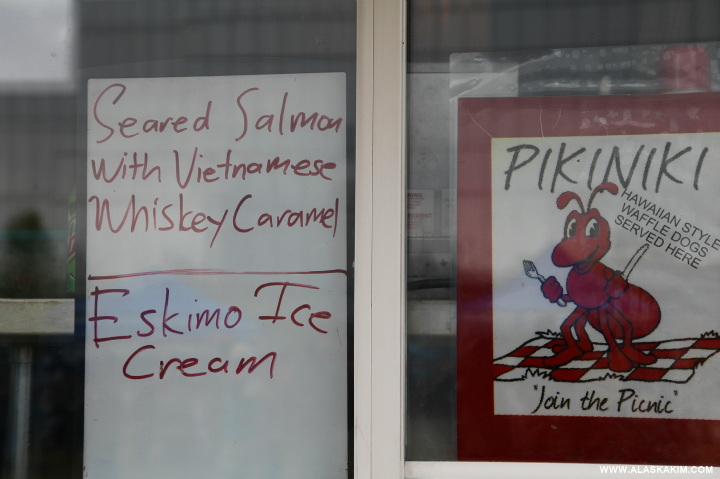 Seared Salmon
With Vietnamese
Whiskey Caramel
Eskimo Ice
Cream
PIKINIKI
HAWAIIAN STYLE
WAFFLE DOGS
SERVED HERE
"Join the Picnic"
WWW.ALASKAKIM.COM